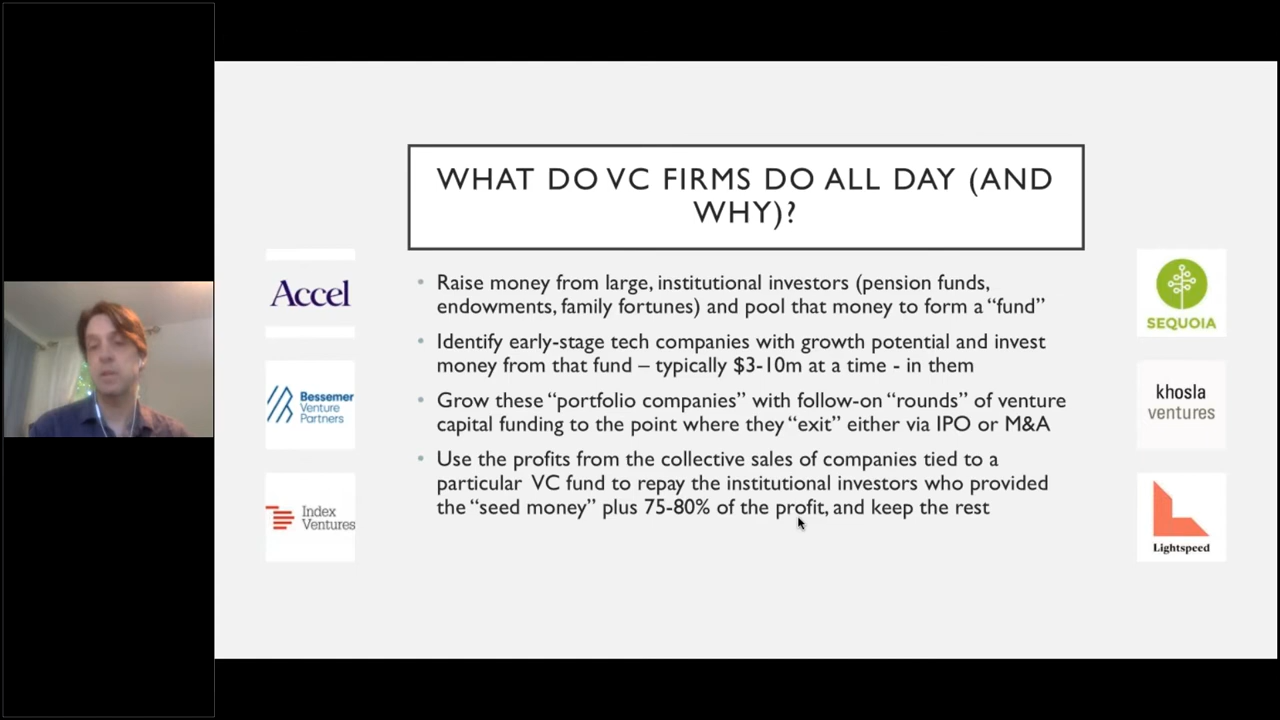 WHAT DO VC FIRMS DO ALL DAY (AND
WHY)?
Accel
Bessemer
Venture
Partners
Index
Ventures
• Raise money from large, institutional investors (pension funds,
endowments, family fortunes) and pool that money to form a “fund”
• Identify early-stage tech companies with growth potential and invest
money from that fund – typically $3-10m at a time - in them
• Grow these “portfolio companies” with follow-on “rounds” of venture
capital funding to the point where they “exit” either via IPO or M&A
• Use the profits from the collective sales of companies tied to a
particular VC fund to repay the institutional investors who provided
the “seed money” plus 75-80% of the profit, and keep the rest
SEQUOIA
khosla
ventures
Lightspeed